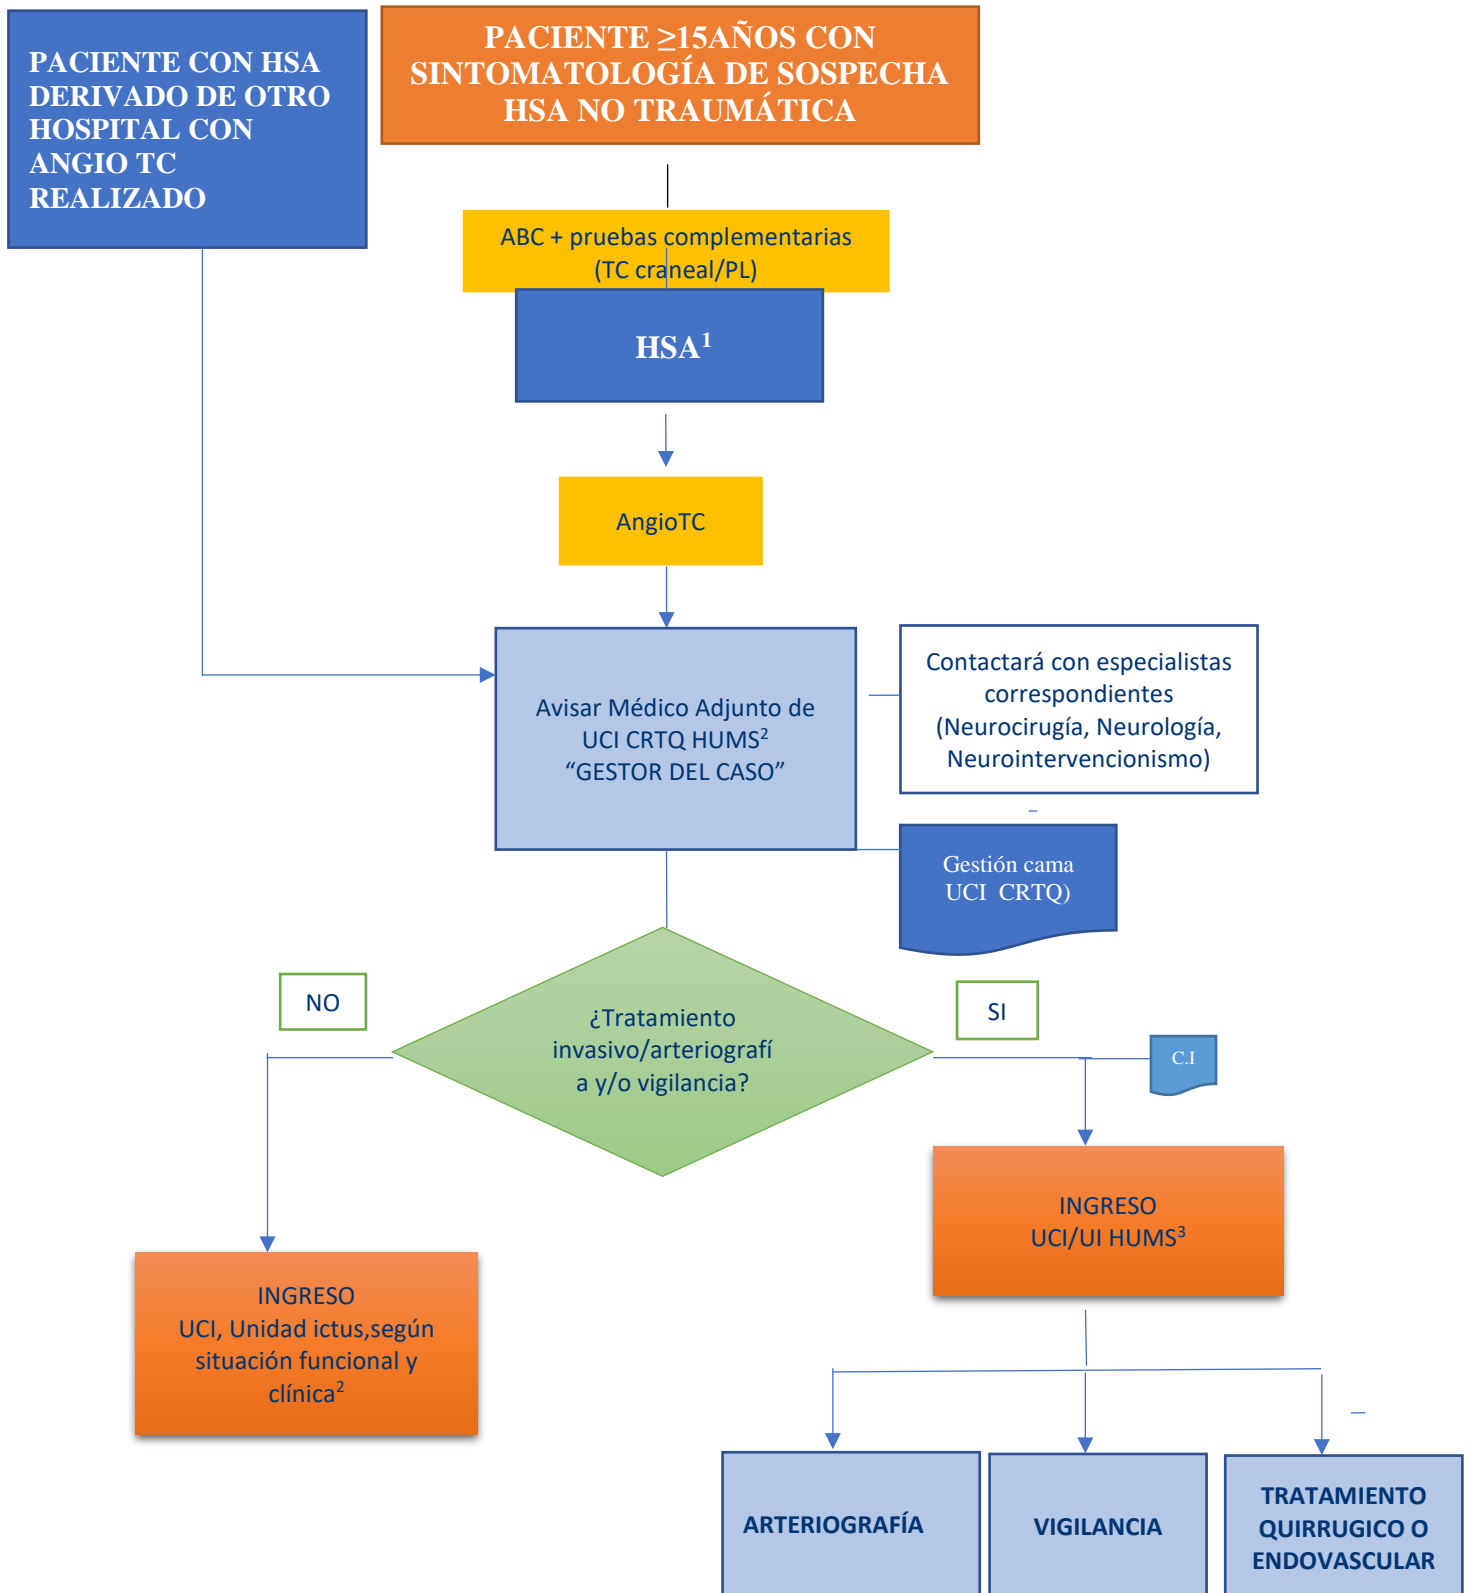 PACIENTE CON HSA
DERIVADO DE OTRO
HOSPITAL CON
ANGIO TC
REALIZADO
PACIENTE ≥15AÑOS CON
SINTOMATOLOGÍA DE SOSPECHA
HSA NO TRAUMÁTICA
ABC + pruebas complementarias
(TC craneal/PL)
HSA¹
AngioTC
Avisar Médico Adjunto de
UCI CRTQ HUMS²
“GESTOR DEL CASO”
Contactará con especialistas
correspondientes
(Neurocirugía, Neurología,
Neurointervencionismo)
Gestión cama
UCI CRTQ)
NO
¿Tratamiento
invasivo/arteriografí
a y/o vigilancia?
SI
C.I
INGRESO
UCI/UI HUMS³
INGRESO
UCI, Unidad ictus,según
situación funcional y
clínica²
ARTERIOGRAFÍA
VIGILANCIA
TRATAMIENTO
QUIRRUGICO O
ENDOVASCULAR